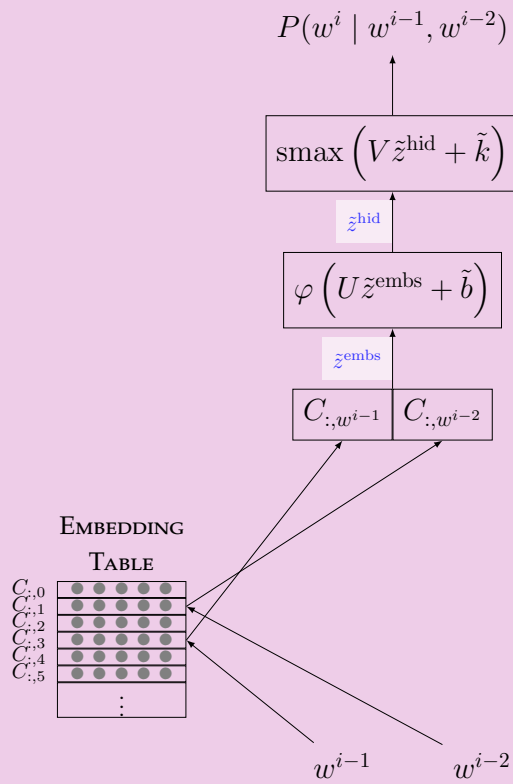 P(w^{i} | w^{i-1}, w^{i-2})
smax (V z̃^{hid} + k̃)
z̃^{hid}
φ (U z̃^{embs} + b̃)
z̃^{embs}
C_{:,w^{i-1}} C_{:,w^{i-2}}
EMBEDDING
TABLE
C_{:,0}
C_{:,1}
C_{:,2}
C_{:,3}
C_{:,4}
C_{:,5}
⋮
w^{i-1} w^{i-2}